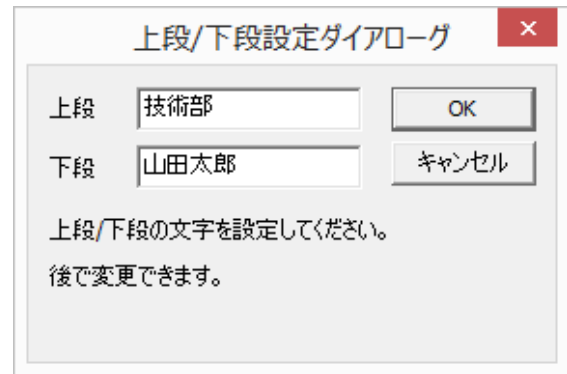 上段/下段設定ダイアローグ
上段 技術部 OK
下段 山田太郎 キャンセル
上段/下段の文字を設定してください。
後で変更できます。